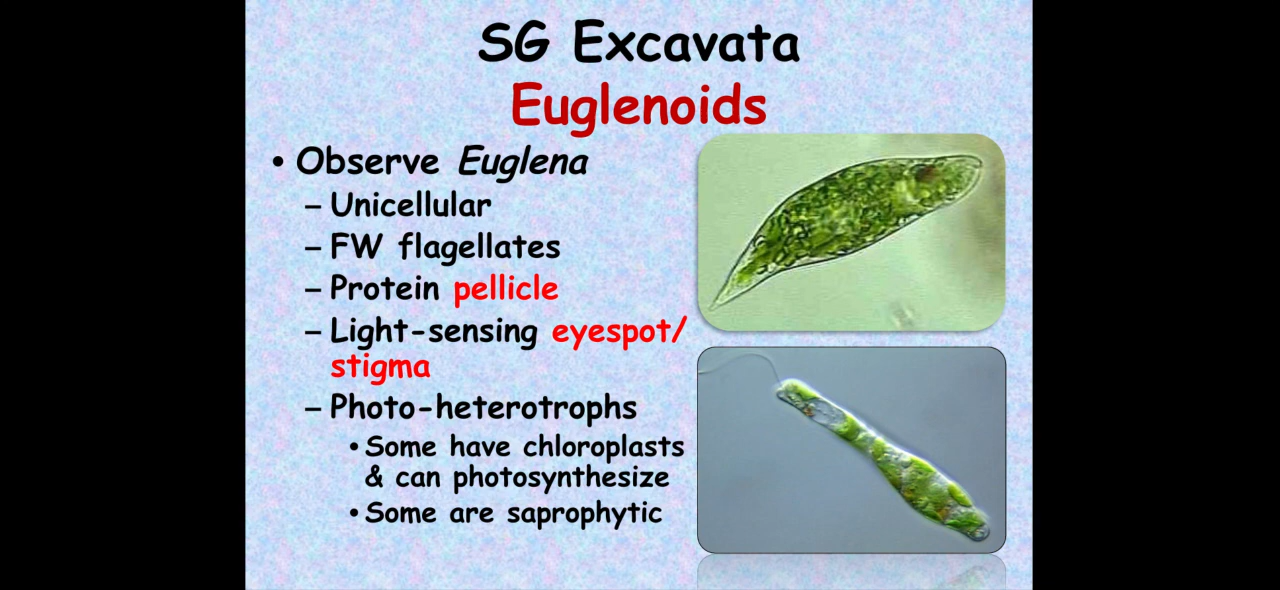 SG Excavata
Euglenoids
• Observe Euglena
– Unicellular
– FW flagellates
– Protein pellicle
– Light-sensing eyespot/
stigma
– Photo-heterotrophs
• Some have chloroplasts
& can photosynthesize
• Some are saprophytic